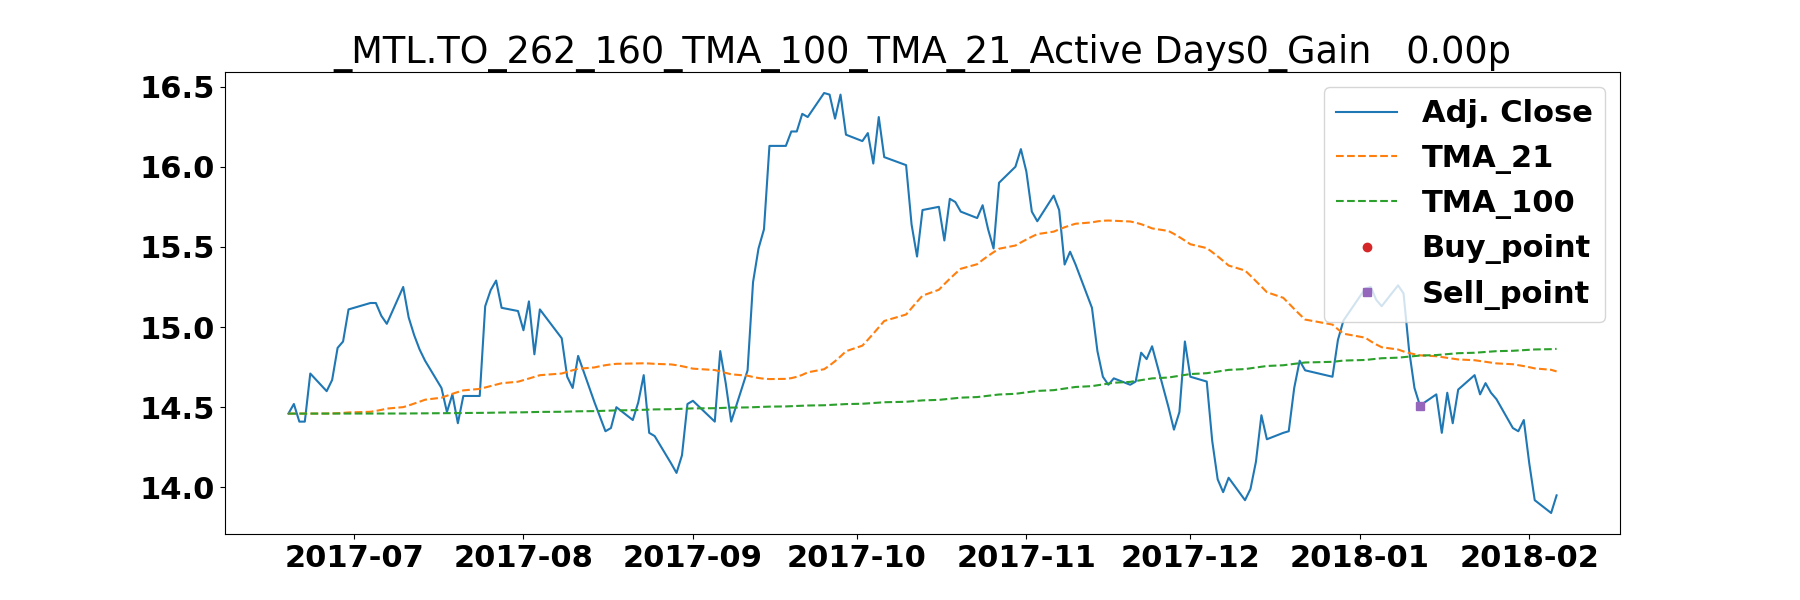 _MTL.TO_262_160_TMA_100_TMA_21_Active Days0_Gain   0.00p
16.5
16.0
15.5
15.0
14.5
14.0
Adj. Close
TMA_21
TMA_100
Buy_point
Sell_point
2017-07 2017-08 2017-09 2017-10 2017-11 2017-12 2018-01 2018-02